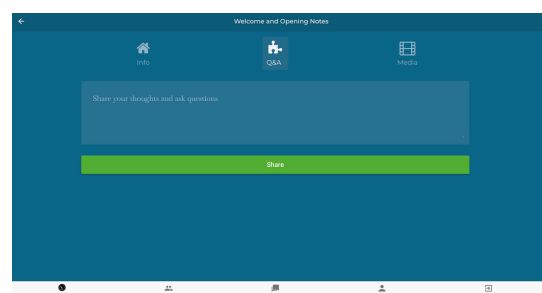 Welcome and Opening Notes
Info
Q&A
Media
Share your thoughts and ask questions
Share